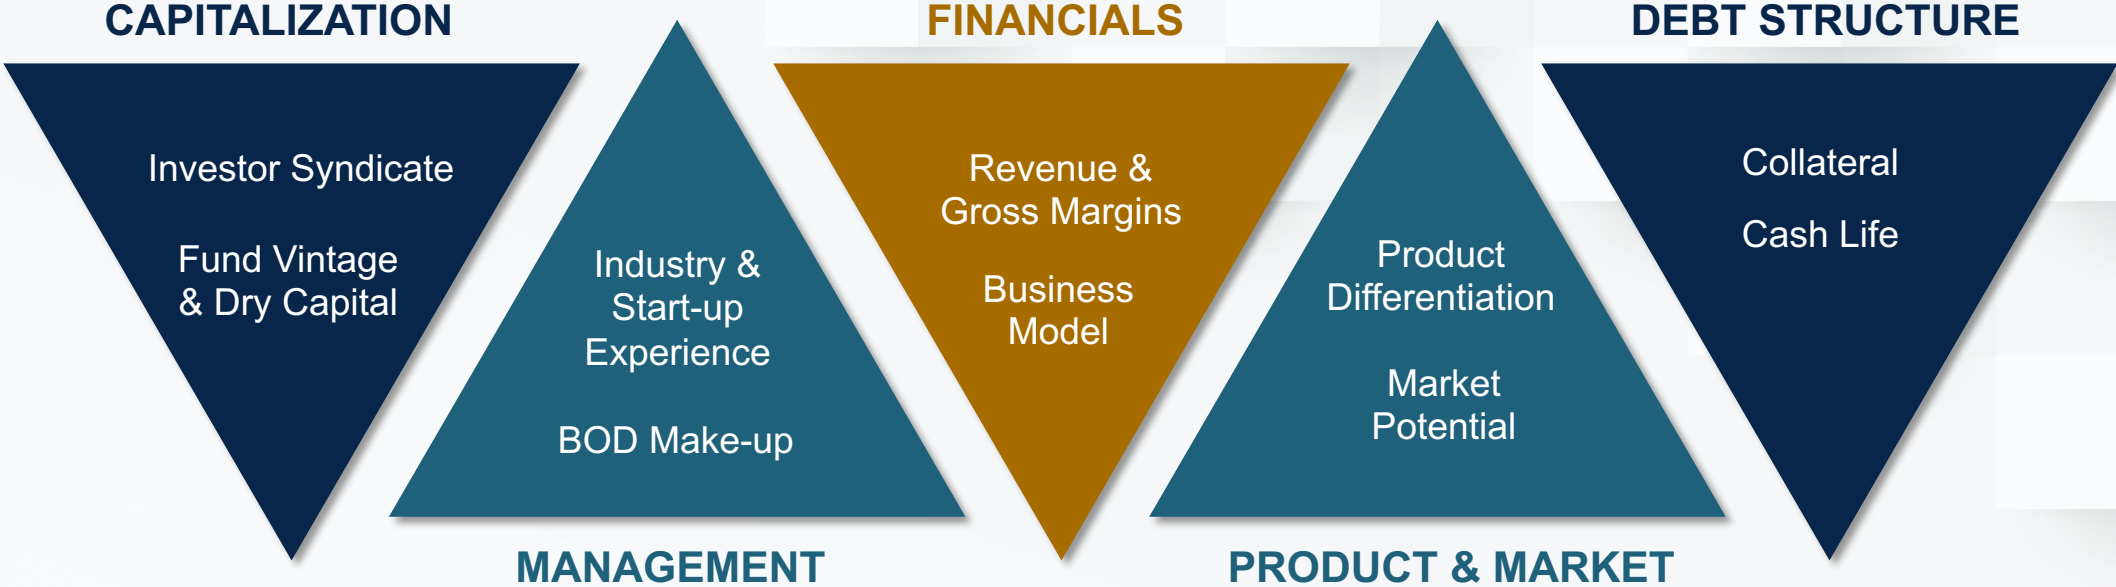 CAPITALIZATION
Investor Syndicate
Fund Vintage
& Dry Capital
Industry &
Start-up
Experience
BOD Make-up
MANAGEMENT
FINANCIALS
Revenue &
Gross Margins
Business
Model
Product
Differentiation
Market
Potential
PRODUCT & MARKET
DEBT STRUCTURE
Collateral
Cash Life